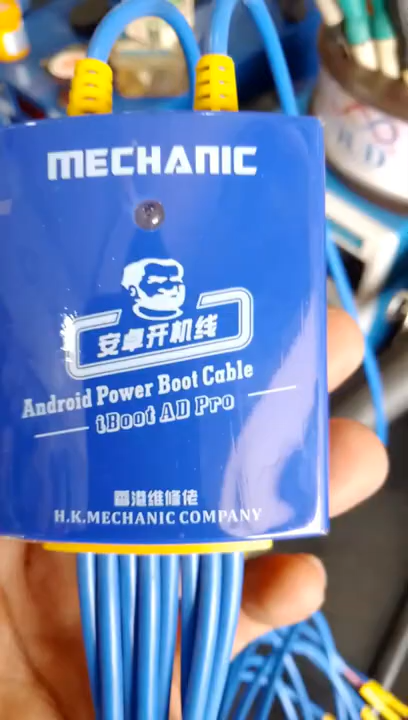 MECHANIC
安卓开机线
Android Power Boot Cable
iBoot AD Pro
香港维修佬
H.K.MECHANIC COMPANY